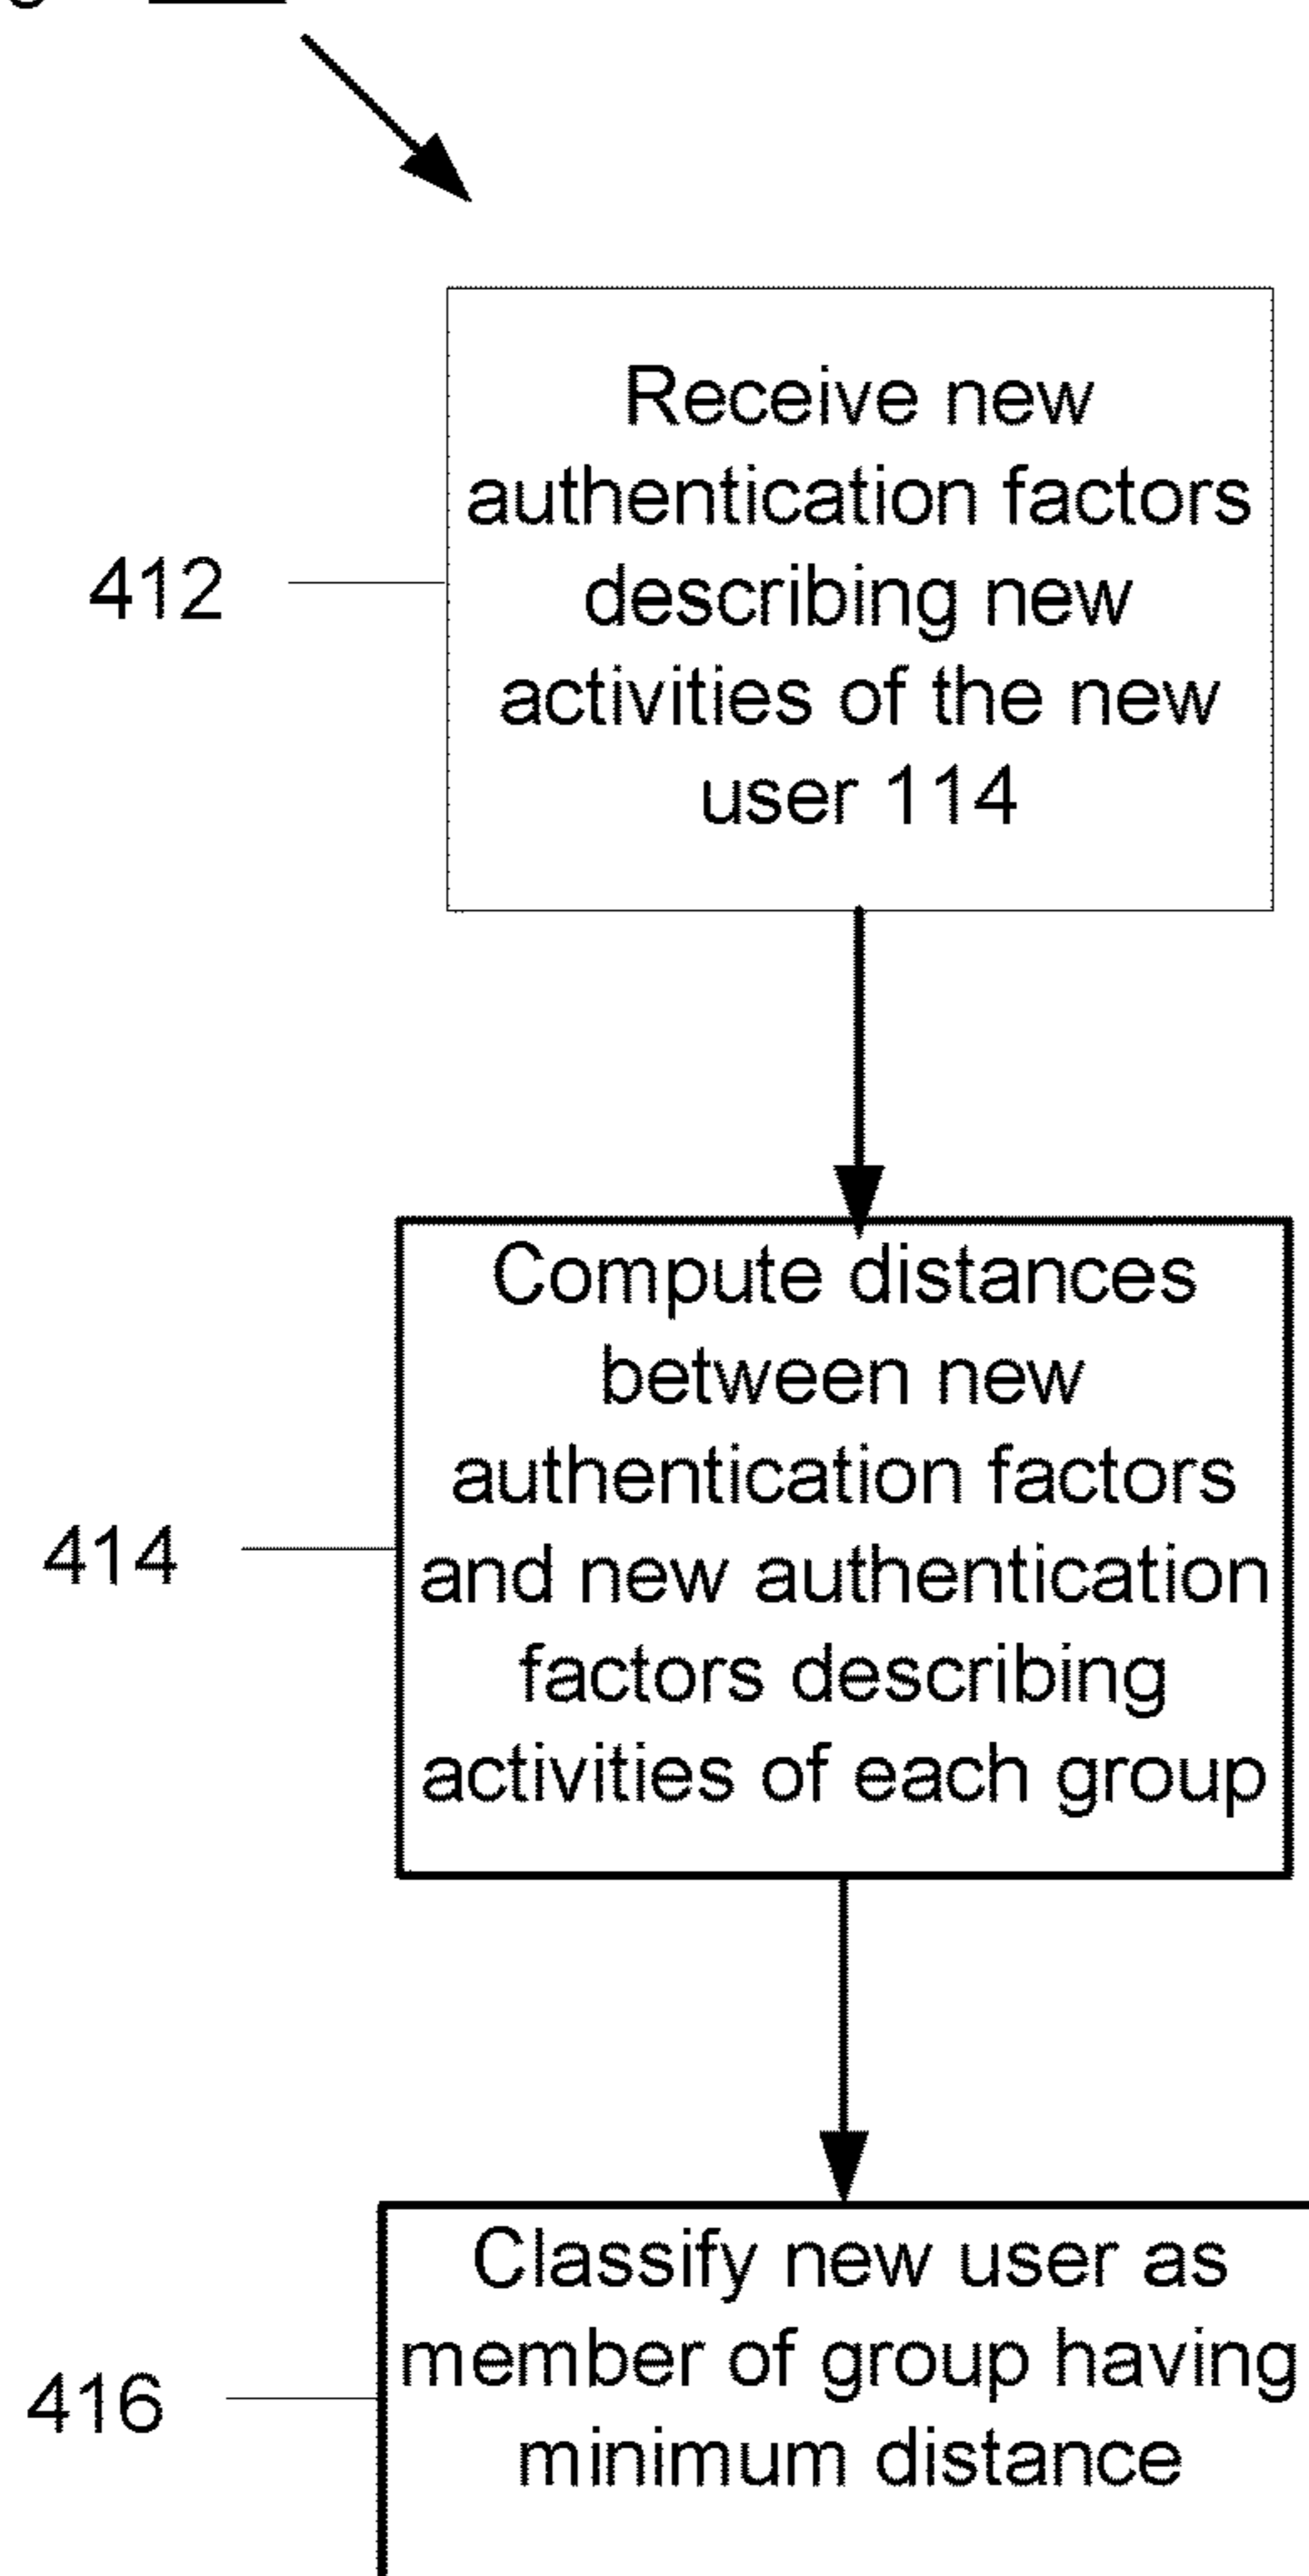 Receive new
authentication factors
describing new
activities of the new
user 114
412
Compute distances
between new
authentication factors
and new authentication
factors describing
activities of each group
414
Classify new user as
member of group having
minimum distance
416